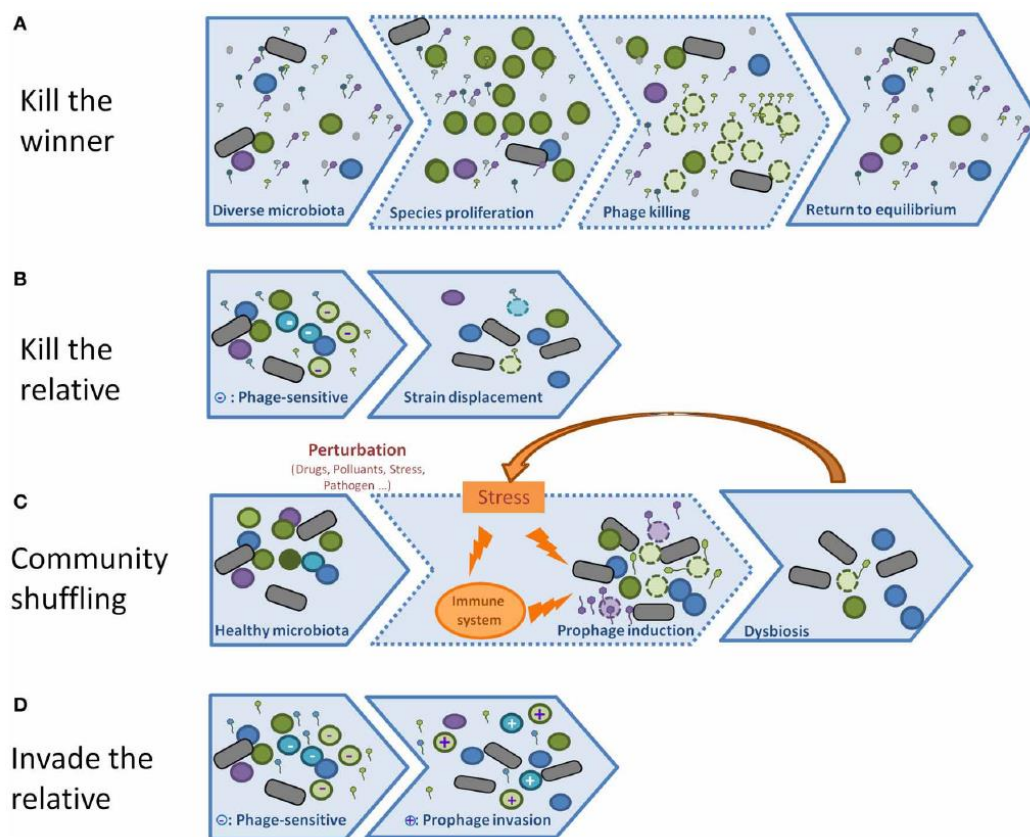 A
Kill the
winner
Diverse microbiota
Species proliferation
Phage killing
Return to equilibrium
B
Kill the
relative
⊖ : Phage-sensitive
Strain displacement
Perturbation
(Drugs, Polluants, Stress,
Pathogen ...)
C
Community
shuffling
Stress
Immune
system
Healthy microbiota
Prophage induction
Dysbiosis
D
Invade the
relative
⊖: Phage-sensitive
⊕: Prophage invasion